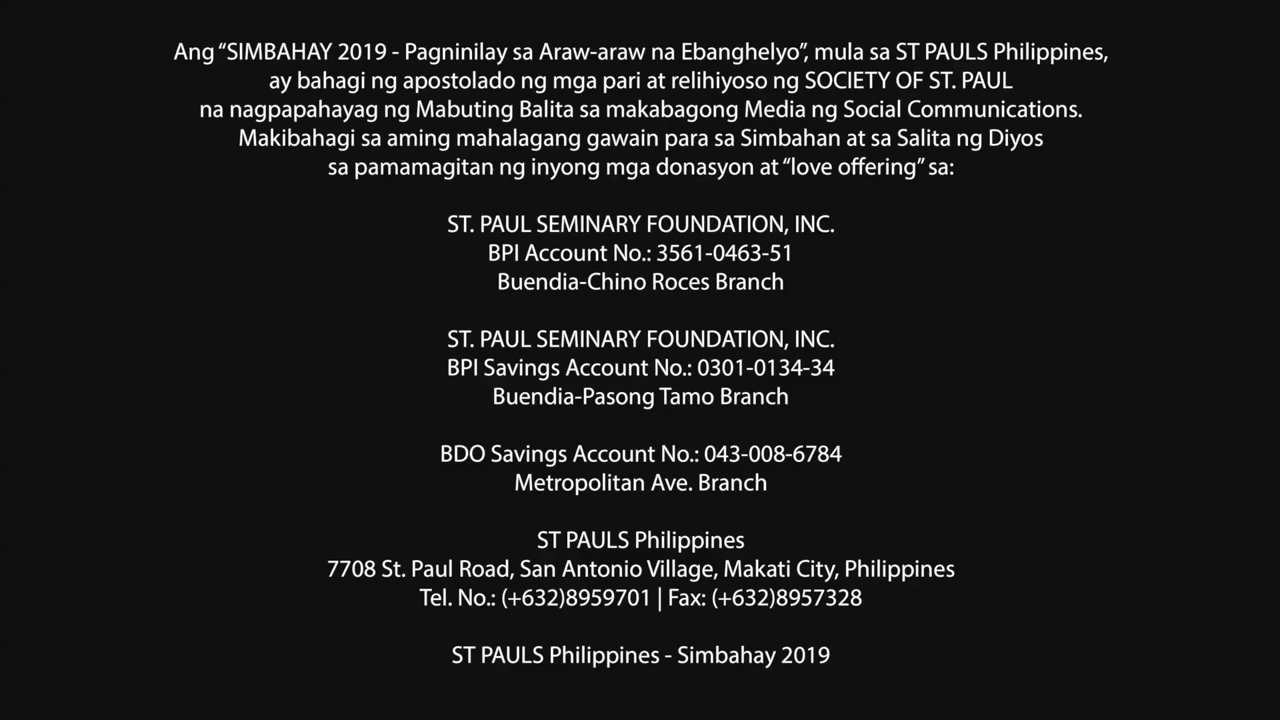 Ang “SIMBAHAY 2019 - Pagninilay sa Araw-araw na Ebanghelyo”, mula sa ST PAULS Philippines,
ay bahagi ng apostolado ng mga pari at relihiyoso ng SOCIETY OF ST. PAUL
na nagpapahayag ng Mabuting Balita sa makabagong Media ng Social Communications.
Makibahagi sa aming mahalagang gawain para sa Simbahan at sa Salita ng Diyos
sa pamamagitan ng inyong mga donasyon at “love offering” sa:
ST. PAUL SEMINARY FOUNDATION, INC.
BPI Account No.: 3561-0463-51
Buendia-Chino Roces Branch
ST. PAUL SEMINARY FOUNDATION, INC.
BPI Savings Account No.: 0301-0134-34
Buendia-Pasong Tamo Branch
BDO Savings Account No.: 043-008-6784
Metropolitan Ave. Branch
ST PAULS Philippines
7708 St. Paul Road, San Antonio Village, Makati City, Philippines
Tel. No.: (+632)8959701 | Fax: (+632)8957328
ST PAULS Philippines - Simbahay 2019